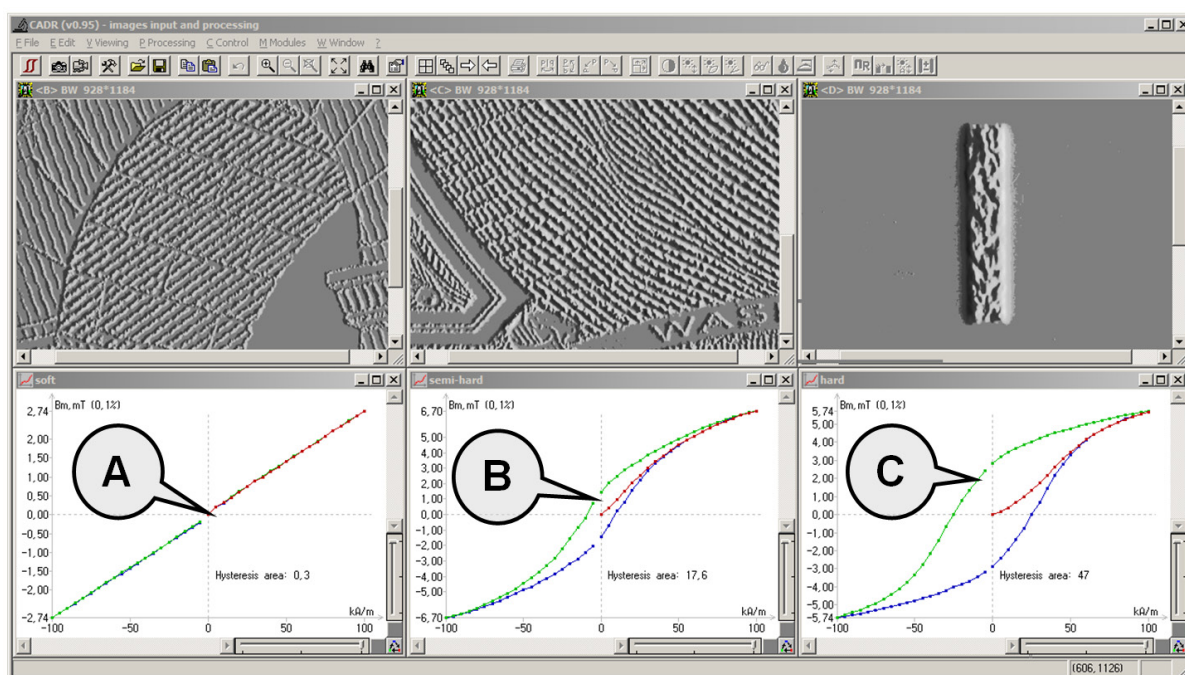 CADR (v0.95) - images input and processing
F File E Edit V Viewing P Processing C Control M Modules W Window ?
<B> BW 928*1184
<C> BW 928*1184
<D> BW 928*1184
WAS
soft
Bm, mT (0, 1%)
2,74
2,00
1,50
1,00
0,50
0,00
-0,50
-1,00
-1,50
-2,00
-2,74
-100 -50 0 50 100
kA/m
Hysteresis area: 0,3
A
semi-hard
Bm, mT (0, 1%)
6,70
5,00
4,00
3,00
2,00
1,00
0,00
-1,00
-2,00
-3,00
-4,00
-5,00
-6,70
-100 -50 0 50 100
kA/m
Hysteresis area: 17,6
B
hard
Bm, mT (0, 1%)
5,74
4,00
3,00
2,00
1,00
0,00
-1,00
-2,00
-3,00
-4,00
-5,74
-100 -50 0 50 100
kA/m
Hysteresis area: 47
C
(606, 1126)